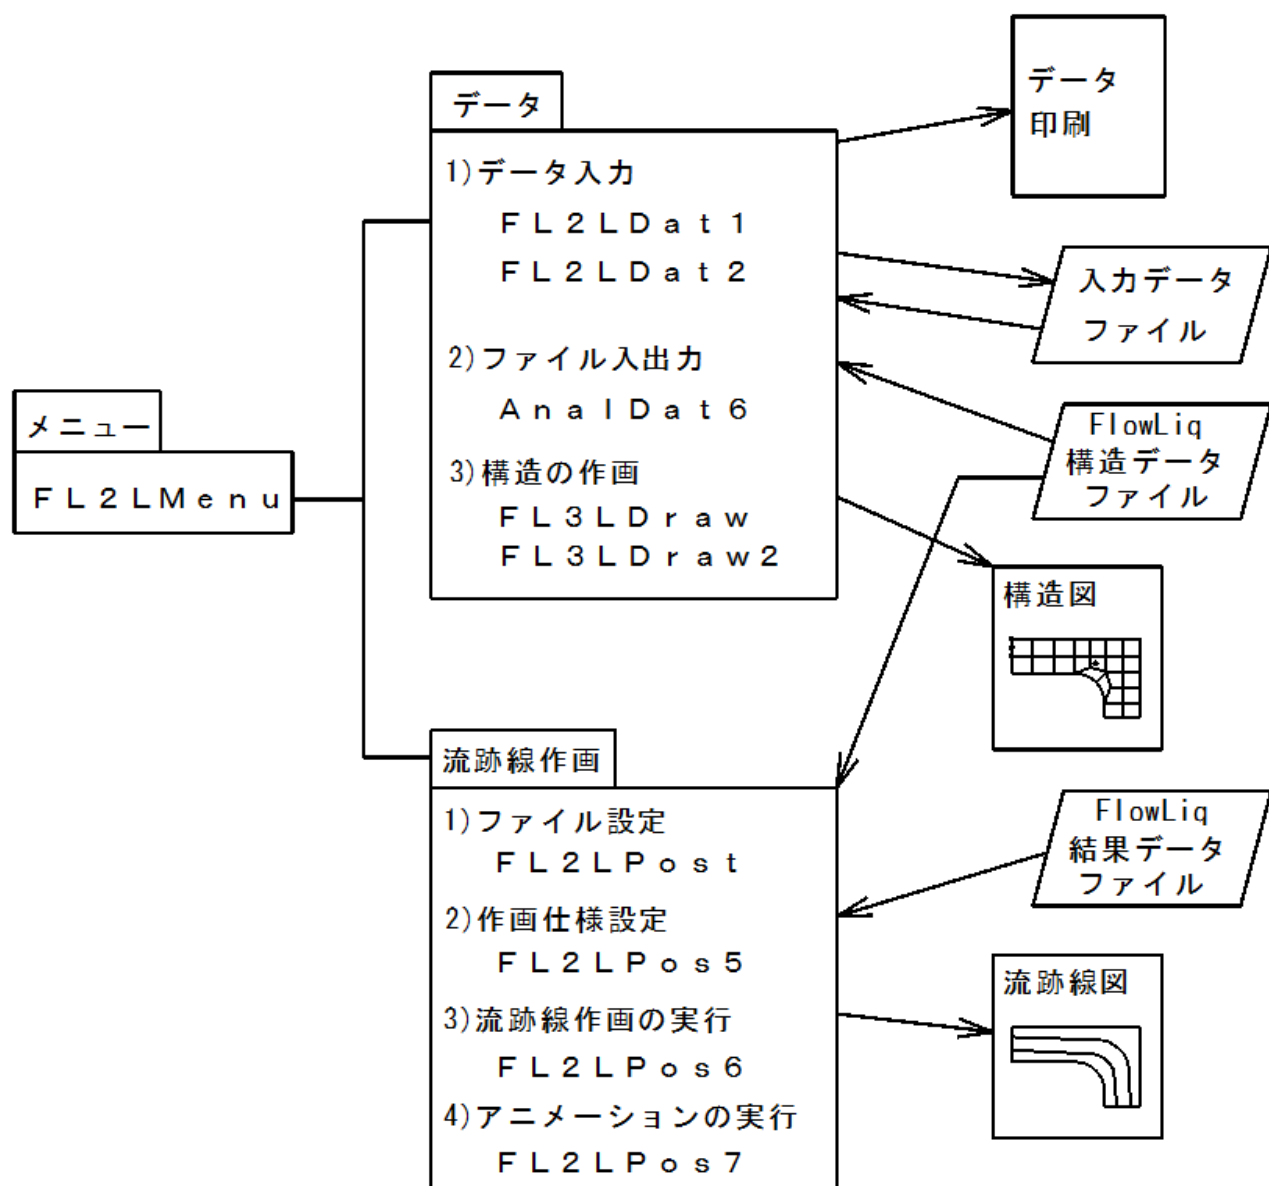 メニュー
ＦＬ２ＬＭｅｎｕ
データ
1)データ入力
ＦＬ２ＬＤａｔ１
ＦＬ２ＬＤａｔ２
2)ファイル入出力
ＡｎａｌＤａｔ６
3)構造の作画
ＦＬ３ＬＤｒａｗ
ＦＬ３ＬＤｒａｗ２
流跡線作画
1)ファイル設定
ＦＬ２ＬＰｏｓｔ
2)作画仕様設定
ＦＬ２ＬＰｏｓ５
3)流跡線作画の実行
ＦＬ２ＬＰｏｓ６
4)アニメーションの実行
ＦＬ２ＬＰｏｓ７
データ
印刷
入力データ
ファイル
FlowLiq
構造データ
ファイル
構造図
FlowLiq
結果データ
ファイル
流跡線図